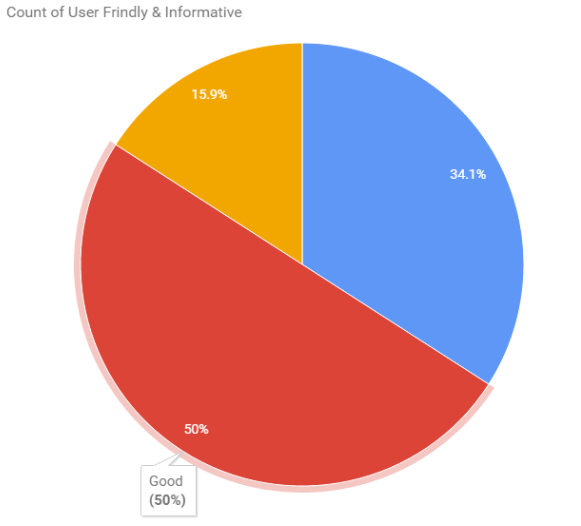 Count of User Frindly & Informative
15.9%
34.1%
50%
Good
(50%)